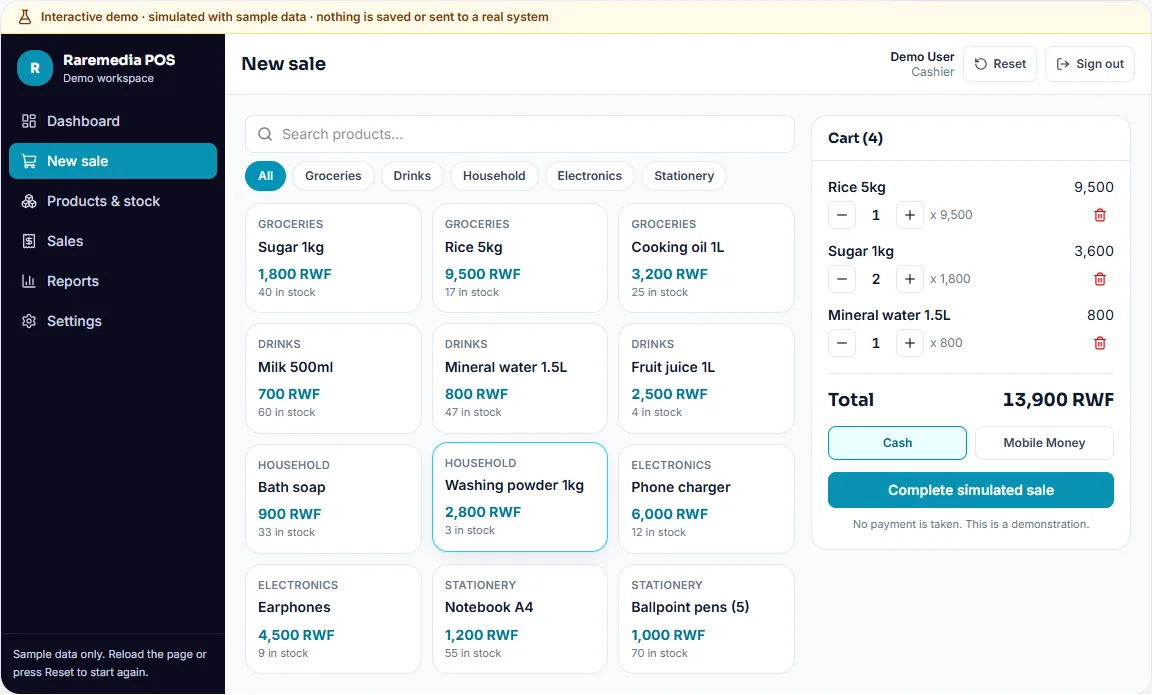 Interactive demo · simulated with sample data · nothing is saved or sent to a real system
R
Raremedia POS
Demo workspace
Dashboard
New sale
Products & stock
Sales
Reports
Settings
Sample data only. Reload the page or
press Reset to start again.
New sale
Demo User
Cashier
Reset
Sign out
Search products...
All
Groceries
Drinks
Household
Electronics
Stationery
GROCERIES
Sugar 1kg
1,800 RWF
40 in stock
GROCERIES
Rice 5kg
9,500 RWF
17 in stock
GROCERIES
Cooking oil 1L
3,200 RWF
25 in stock
DRINKS
Milk 500ml
700 RWF
60 in stock
DRINKS
Mineral water 1.5L
800 RWF
47 in stock
DRINKS
Fruit juice 1L
2,500 RWF
4 in stock
HOUSEHOLD
Bath soap
900 RWF
33 in stock
HOUSEHOLD
Washing powder 1kg
2,800 RWF
3 in stock
ELECTRONICS
Phone charger
6,000 RWF
12 in stock
ELECTRONICS
Earphones
4,500 RWF
9 in stock
STATIONERY
Notebook A4
1,200 RWF
55 in stock
STATIONERY
Ballpoint pens (5)
1,000 RWF
70 in stock
Cart (4)
Rice 5kg 9,500
− 1 + x 9,500
Sugar 1kg 3,600
− 2 + x 1,800
Mineral water 1.5L 800
− 1 + x 800
Total 13,900 RWF
Cash
Mobile Money
Complete simulated sale
No payment is taken. This is a demonstration.